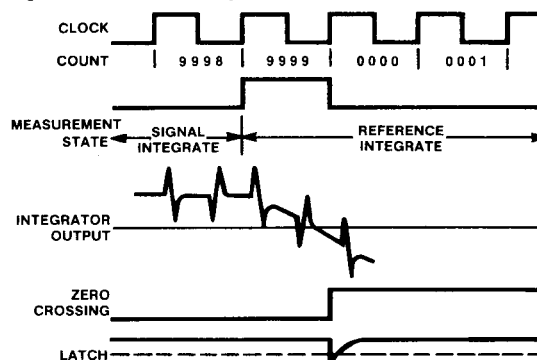 CLOCK
COUNT
9998
9999
0000
0001
MEASUREMENT
STATE
SIGNAL
INTEGRATE
REFERENCE
INTEGRATE
INTEGRATOR
OUTPUT
ZERO
CROSSING
LATCH